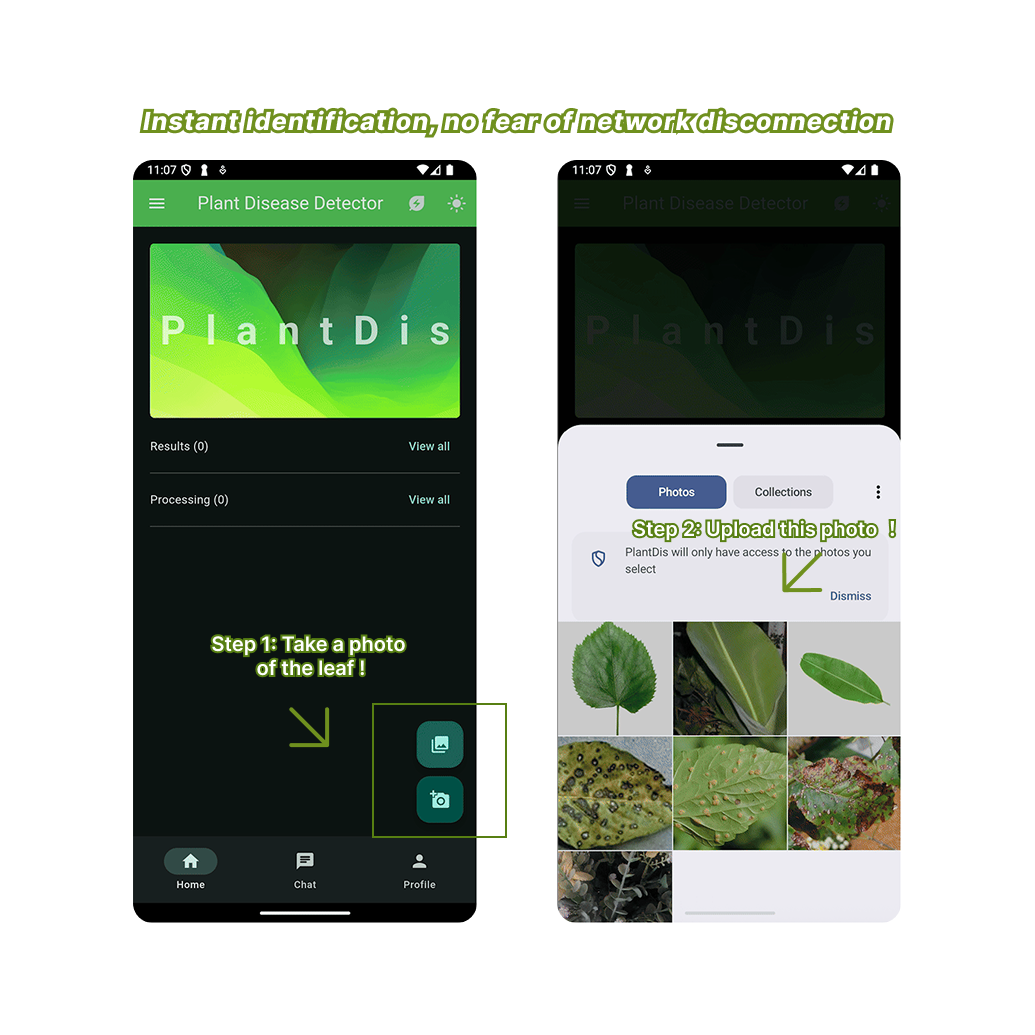 Instant identification, no fear of network disconnection
11:07
Plant Disease Detector
PlantDis
Results (0)
View all
Processing (0)
View all
Step 1: Take a photo
of the leaf !
Home
Chat
Profile
11:07
Plant Disease Detector
PlantDis
Photos
Collections
Step 2: Upload this photo !
PlantDis will only have access to the photos you
select
Dismiss